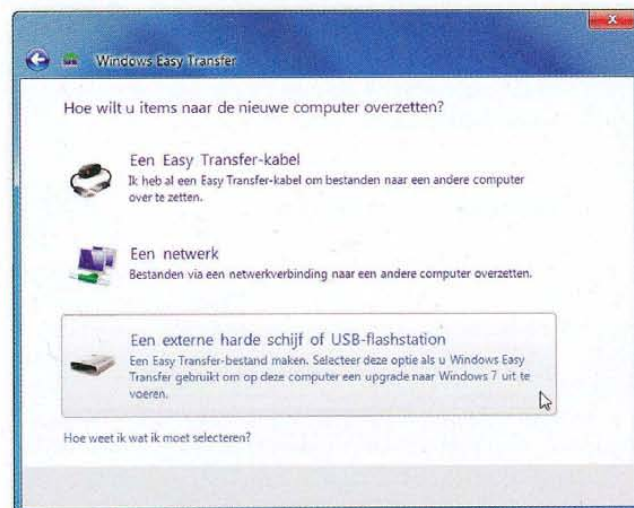 Windows Easy Transfer
Hoe wilt u items naar de nieuwe computer overzetten?
Een Easy Transfer-kabel
Ik heb al een Easy Transfer-kabel om bestanden naar een andere computer
over te zetten.
Een netwerk
Bestanden via een netwerkverbinding naar een andere computer overzetten.
Een externe harde schijf of USB-flashstation
Een Easy Transfer-bestand maken. Selecteer deze optie als u Windows Easy
Transfer gebruikt om op deze computer een upgrade naar Windows 7 uit te
voeren.
Hoe weet ik wat ik moet selecteren?